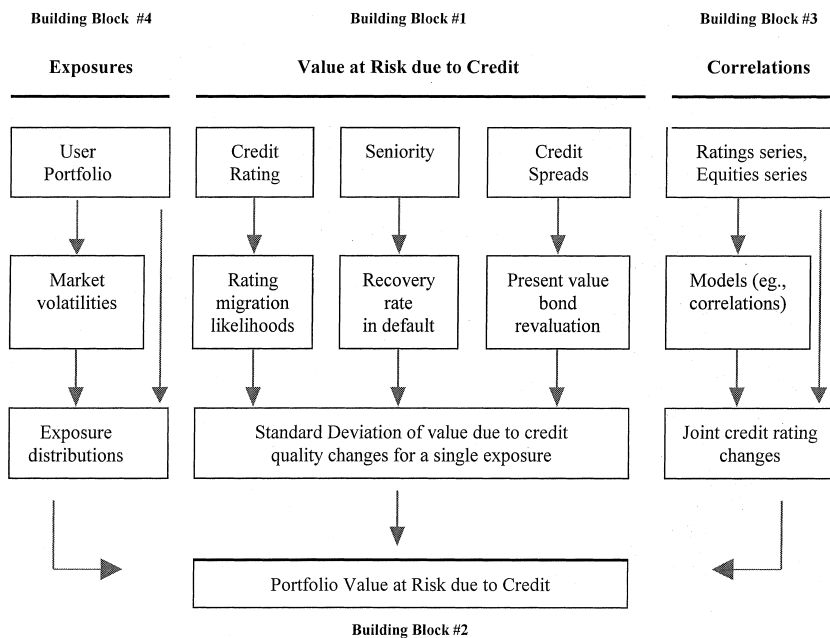 Building Block #4
Building Block #1
Building Block #3
Exposures
Value at Risk due to Credit
Correlations
User
Portfolio
Credit
Rating
Seniority
Credit
Spreads
Ratings series,
Equities series
Market
volatilities
Rating
migration
likelihoods
Recovery
rate
in default
Present value
bond
revaluation
Models (eg.,
correlations)
Exposure
distributions
Standard Deviation of value due to credit
quality changes for a single exposure
Joint credit rating
changes
Portfolio Value at Risk due to Credit
Building Block #2